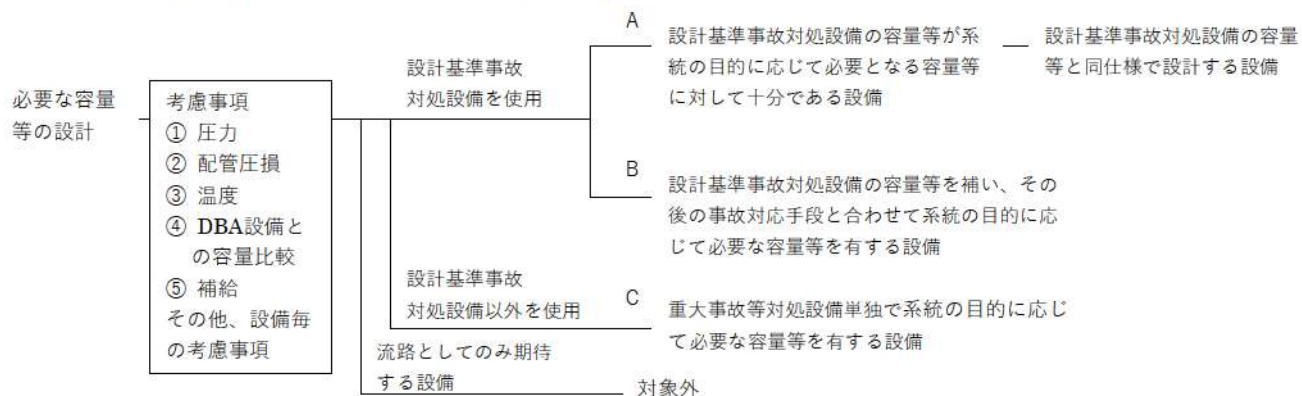 必要な容量
等の設計
考慮事項
① 圧力
② 配管圧損
③ 温度
④ DBA設備と
の容量比較
⑤ 補給
その他、設備毎
の考慮事項
設計基準事故
対処設備を使用
A
設計基準事故対処設備の容量等が系
統の目的に応じて必要となる容量等
に対して十分である設備
設計基準事故対処設備の容量
等と同仕様で設計する設備
B
設計基準事故対処設備の容量等を補い、その
後の事故対応手段と合わせて系統の目的に応
じて必要な容量等を有する設備
設計基準事故
対処設備以外を使用
C
重大事故等対処設備単独で系統の目的に応じ
て必要な容量等を有する設備
流路としてのみ期待
する設備
対象外